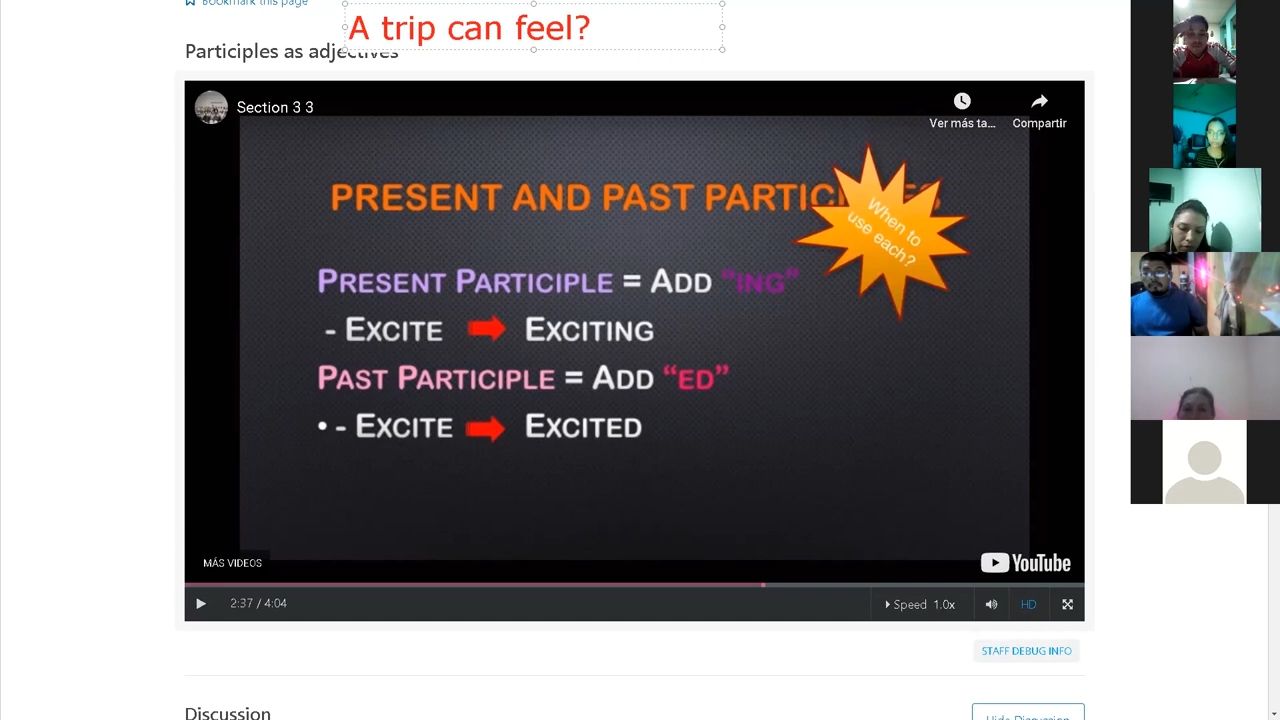 Bookmark this page
A trip can feel?
Participles as adjectives
Section 3 3
Ver más ta...
Compartir
PRESENT AND PAST
When to
use each?
PRESENT PARTICIPLE = ADD "ING"
- EXCITE EXCITING
PAST PARTICIPLE = ADD "ED"
• - EXCITE EXCITED
MÁS VIDEOS
YouTube
2:37 / 4:04
Speed 1.0x
HD
STAFF DEBUG INFO
Discussion
Hide Discussion